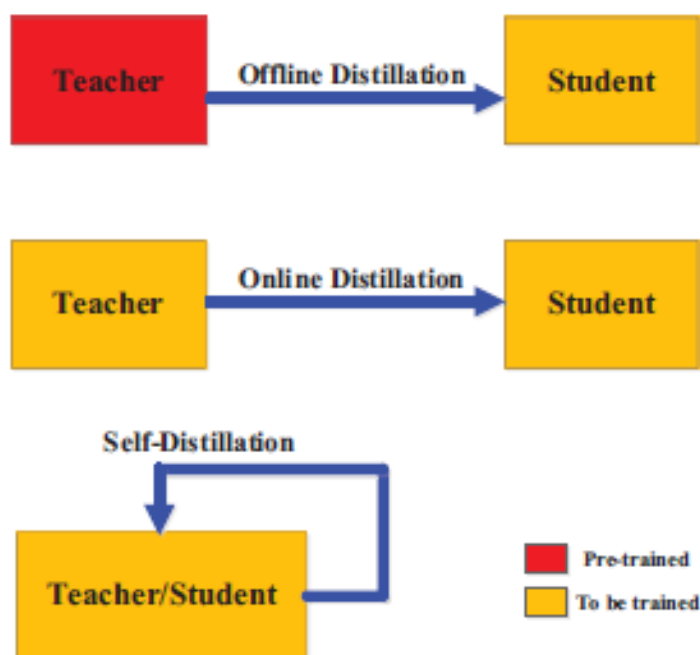 Teacher
Offline Distillation
Student
Teacher
Online Distillation
Student
Self-Distillation
Teacher/Student
Pre-trained
To be trained